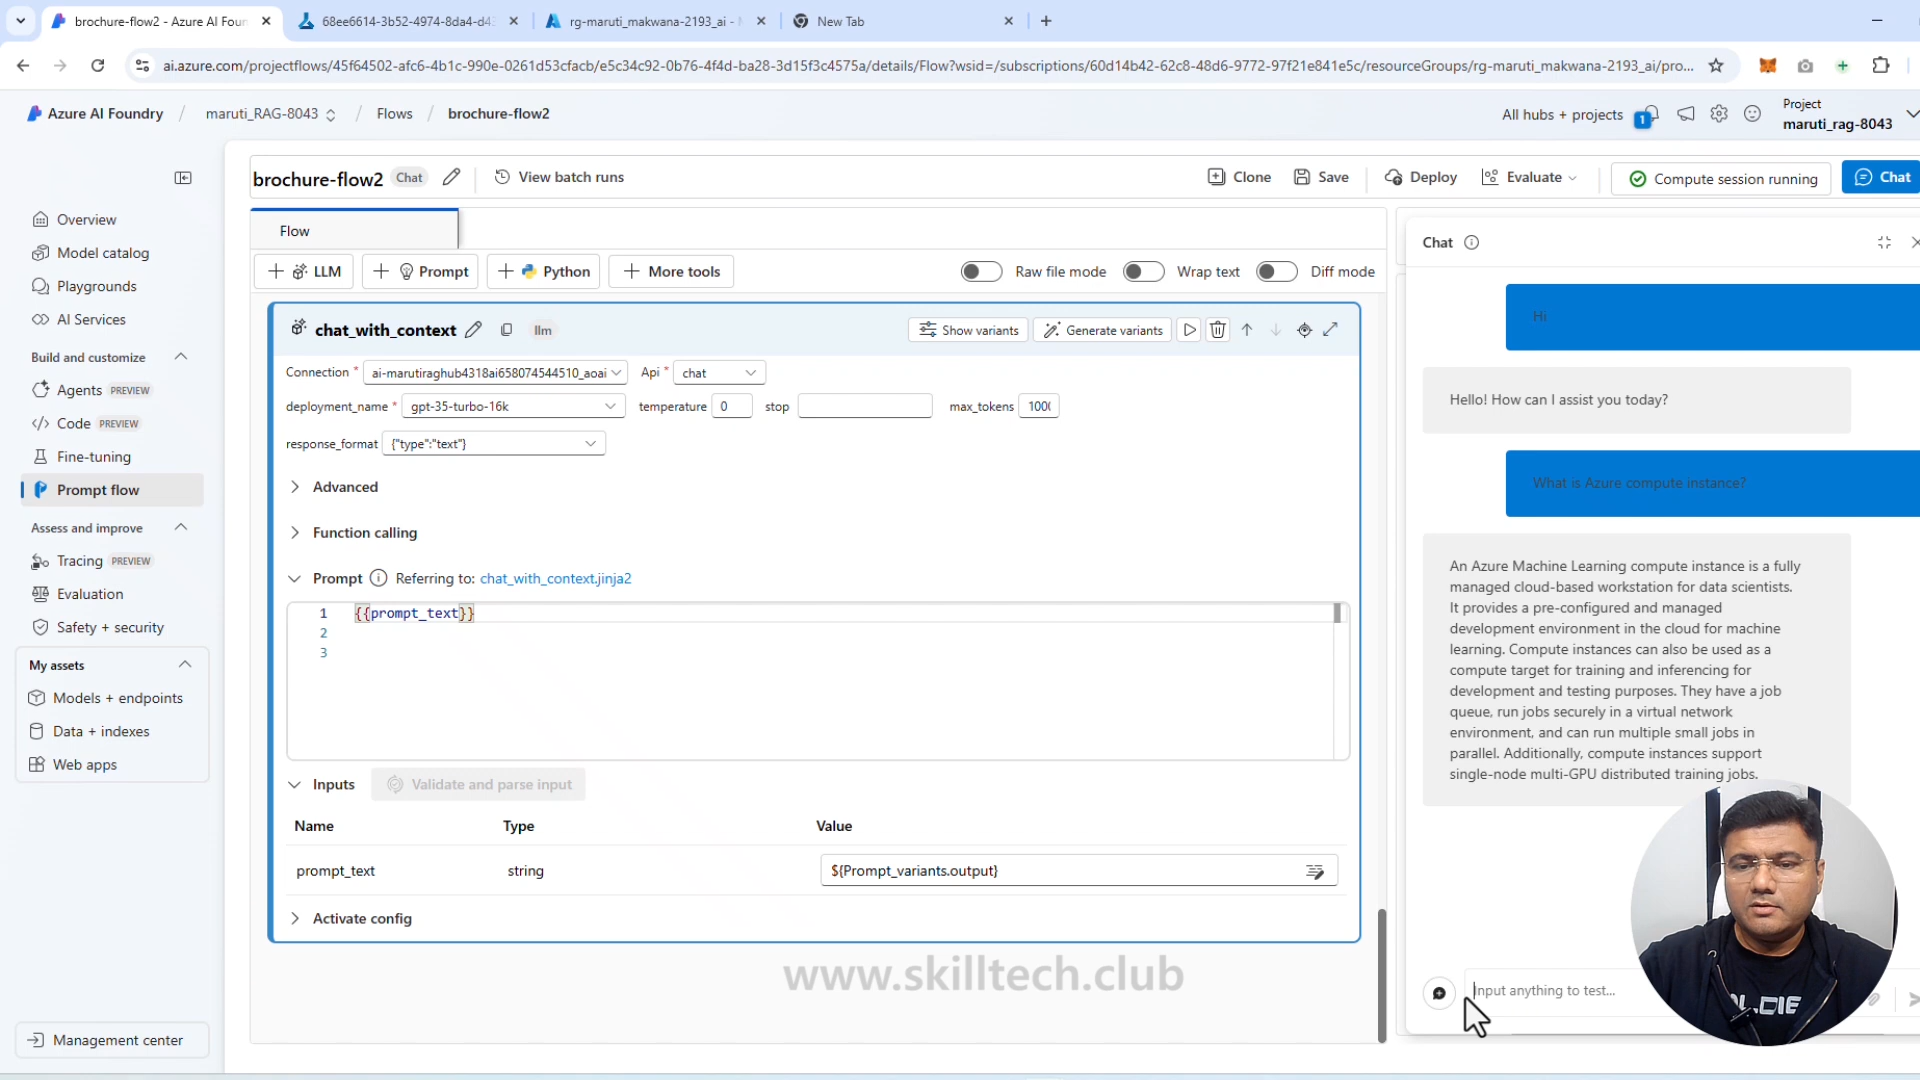 brochure-flow2 - Azure AI Foun
68ee6614-3b52-4974-8da4-d4
rg-maruti_makwana-2193_ai -
New Tab
ai.azure.com/projectflows/45f64502-afc6-4b1c-990e-0261d53cfacb/e5c34c92-0b76-4f4d-ba28-3d15f3c4575a/details/Flow?wsid=/subscriptions/60d14b42-62c8-48d6-9772-97f21e841e5c/resourceGroups/rg-maruti_makwana-2193_ai/pro...
Azure AI Foundry / maruti_RAG-8043 / Flows / brochure-flow2
All hubs + projects
1
Project
maruti_rag-8043
brochure-flow2 Chat
View batch runs
Clone
Save
Deploy
Evaluate
Compute session running
Chat
Overview
Model catalog
Playgrounds
AI Services
Build and customize
Agents PREVIEW
Code PREVIEW
Fine-tuning
Prompt flow
Assess and improve
Tracing PREVIEW
Evaluation
Safety + security
My assets
Models + endpoints
Data + indexes
Web apps
Management center
Flow
+ LLM
+ Prompt
+ Python
+ More tools
Raw file mode
Wrap text
Diff mode
chat_with_context
llm
Show variants
Generate variants
Connection * ai-marutiraghub4318ai658074544510_aoai
Api * chat
deployment_name * gpt-35-turbo-16k
temperature 0
stop
max_tokens 100
response_format {"type":"text"}
Advanced
Function calling
Prompt Referring to: chat_with_context.jinja2
1 {{prompt_text}}
2
3
Inputs Validate and parse input
Name Type Value
prompt_text string ${Prompt_variants.output}
Activate config
www.skilltech.club
Chat
Hi
Hello! How can I assist you today?
What is Azure compute instance?
An Azure Machine Learning compute instance is a fully
managed cloud-based workstation for data scientists.
It provides a pre-configured and managed
development environment in the cloud for machine
learning. Compute instances can also be used as a
compute target for training and inferencing for
development and testing purposes. They have a job
queue, run jobs securely in a virtual network
environment, and can run multiple small jobs in
parallel. Additionally, compute instances support
single-node multi-GPU distributed training jobs.
Input anything to test...